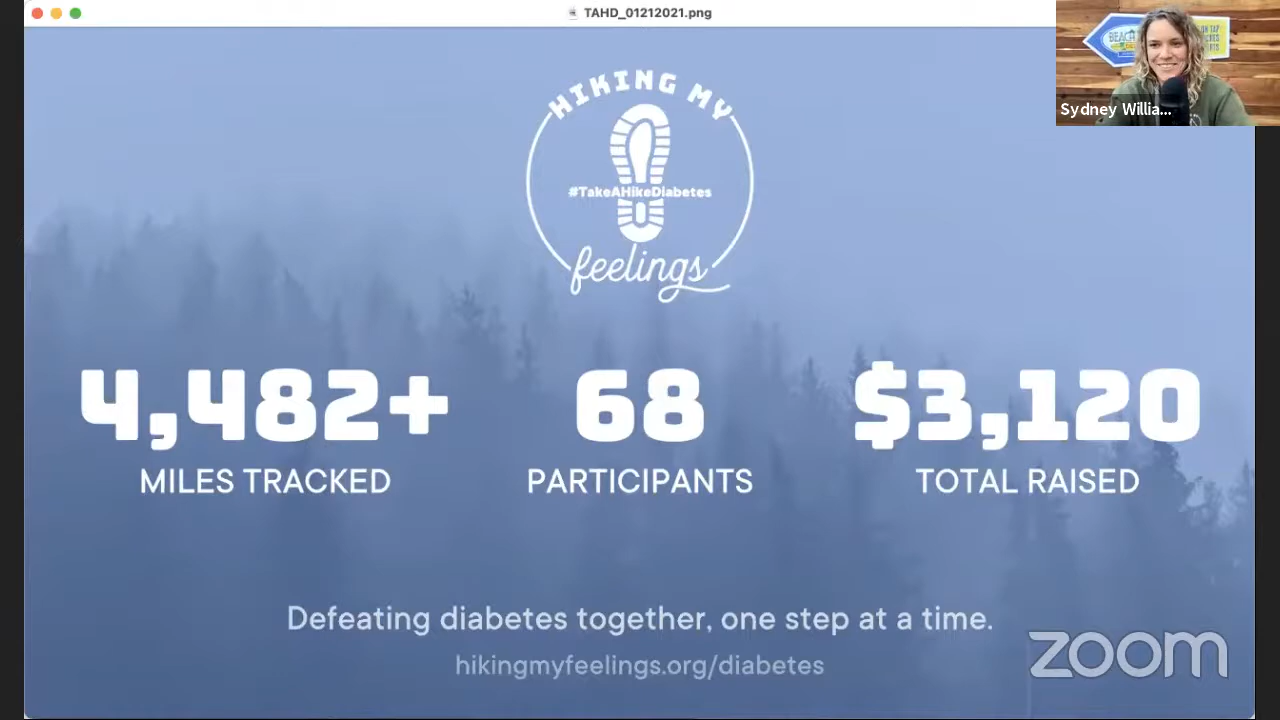 TAHD_01212021.png
Sydney Willia...
BEACH
HIKING MY
#TakeAHikeDiabetes
feelings
4,482+
68
$3,120
MILES TRACKED
PARTICIPANTS
TOTAL RAISED
Defeating diabetes together, one step at a time.
hikingmyfeelings.org/diabetes
zoom